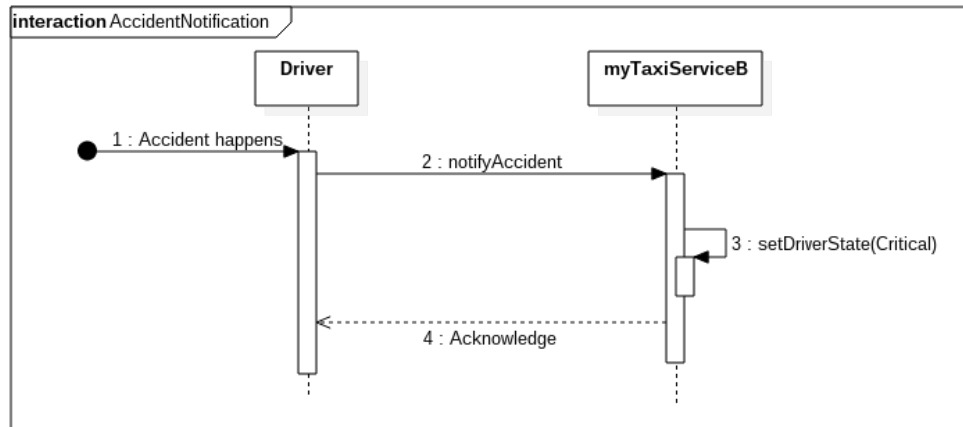 interaction AccidentNotification
Driver
myTaxiServiceB
1 : Accident happens
2 : notifyAccident
3 : setDriverState(Critical)
4 : Acknowledge